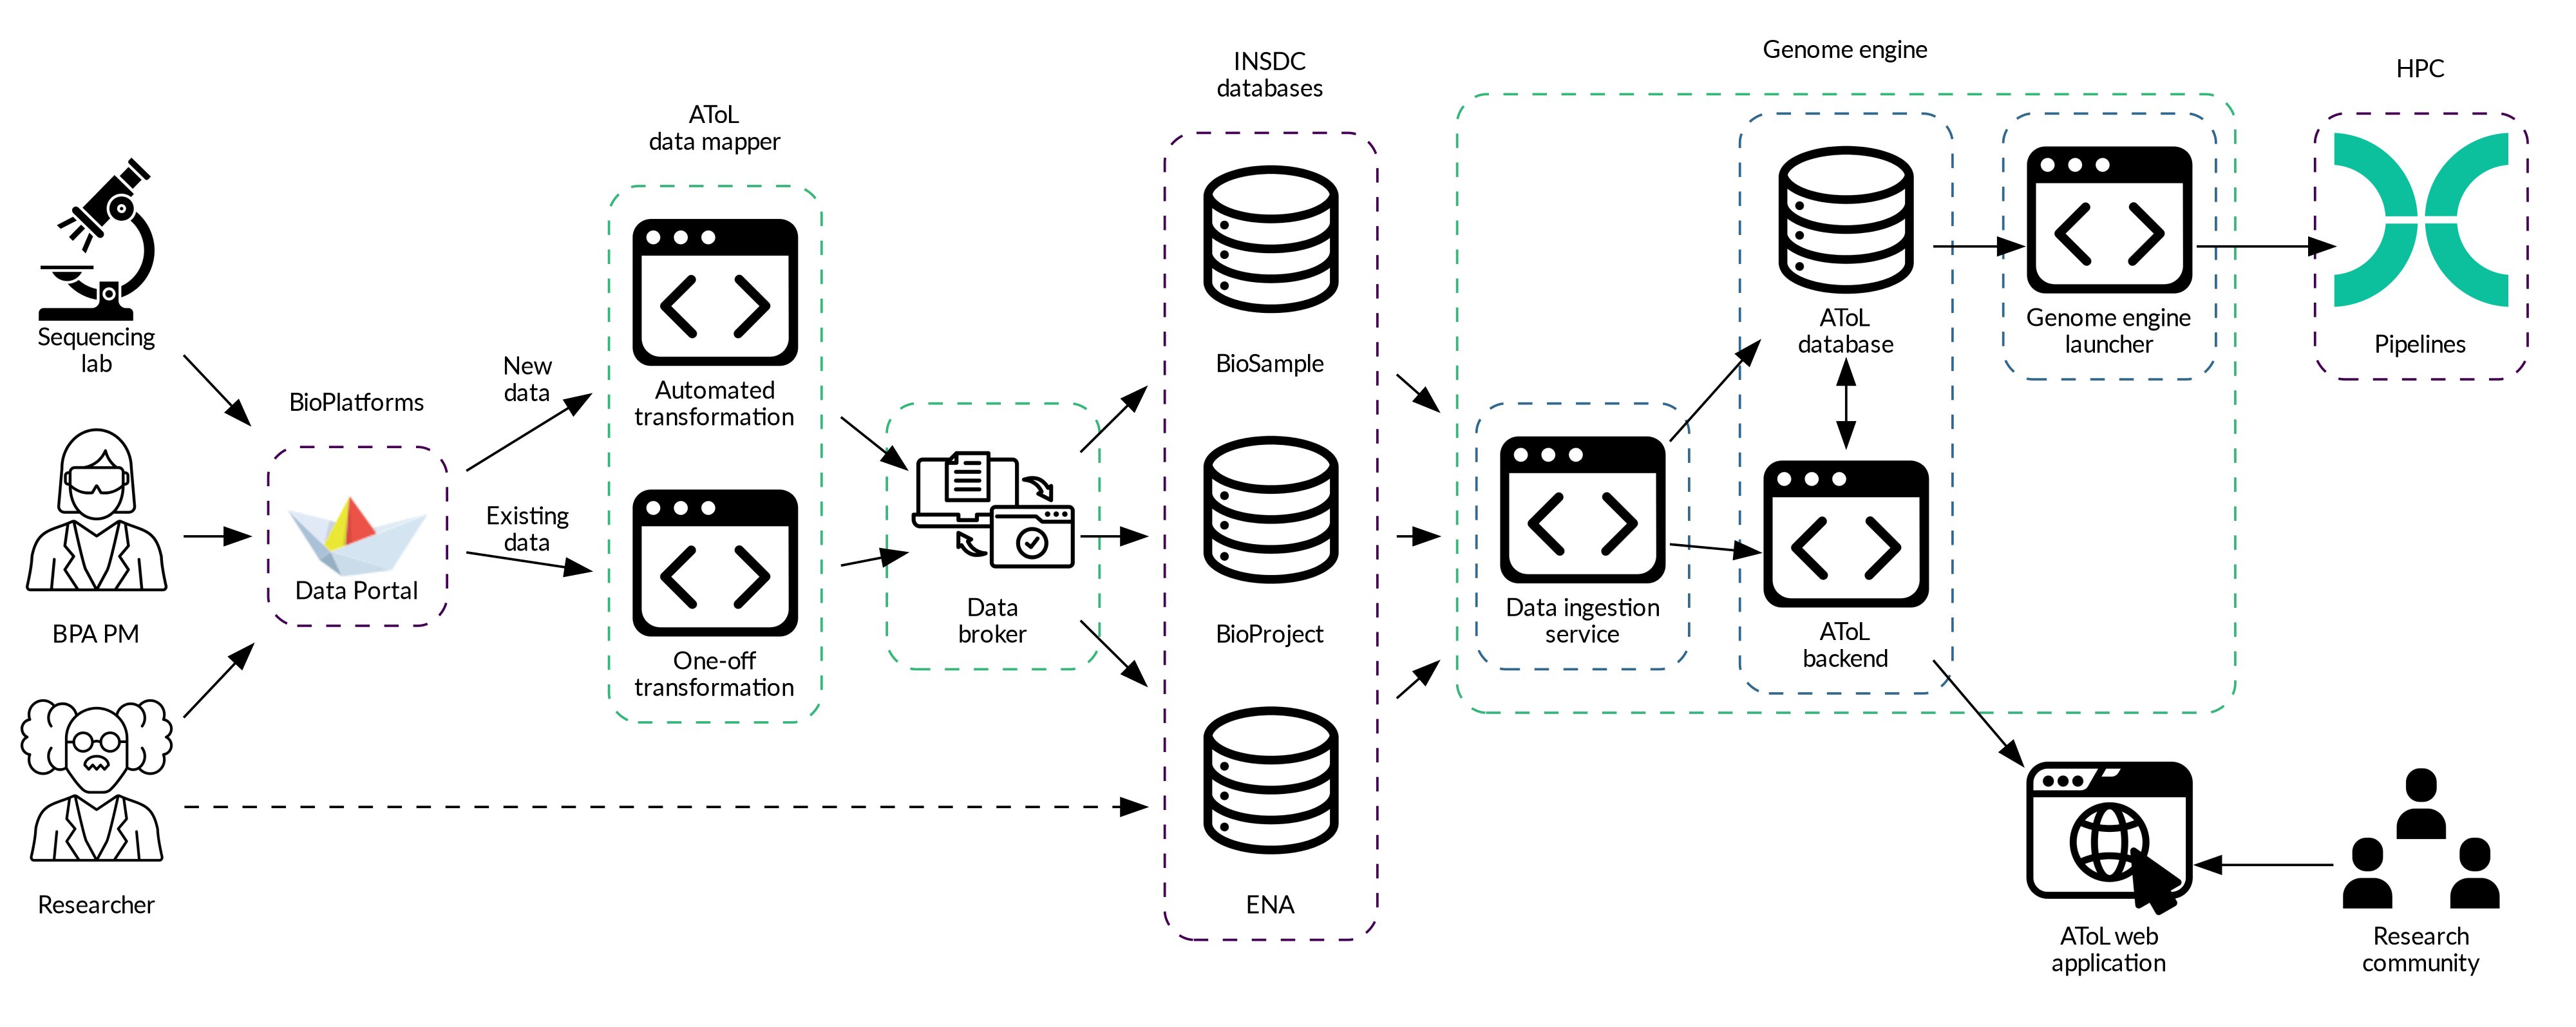 Sequencing
lab
BPA PM
Researcher
BioPlatforms
Data Portal
New
data
Existing
data
AToL
data mapper
Automated
transformation
One-off
transformation
Data
broker
INSDC
databases
BioSample
BioProject
ENA
Genome engine
Data ingestion
service
AToL
database
AToL
backend
Genome engine
launcher
HPC
Pipelines
AToL web
application
Research
community